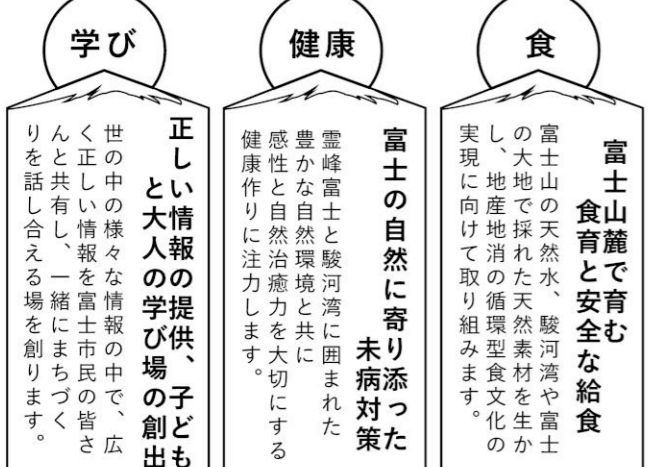 食
富士山麓で育む
食育と安全な給食
富士山の天然水、駿河湾や富士
の大地で採れた天然素材を生か
し、地産地消の循環型食文化の
実現に向けて取り組みます。
健康
富士の自然に寄り添った
未病対策
霊峰富士と駿河湾に囲まれた
豊かな自然環境と共に
感性と自然治癒力を大切にする
健康作りに注力します。
学び
正しい情報の提供、子ども
と大人の学び場の創出
世の中の様々な情報の中で、広
く正しい情報を富士市民の皆さ
んと共有し、一緒にまちづく
りを話し合える場を創ります。